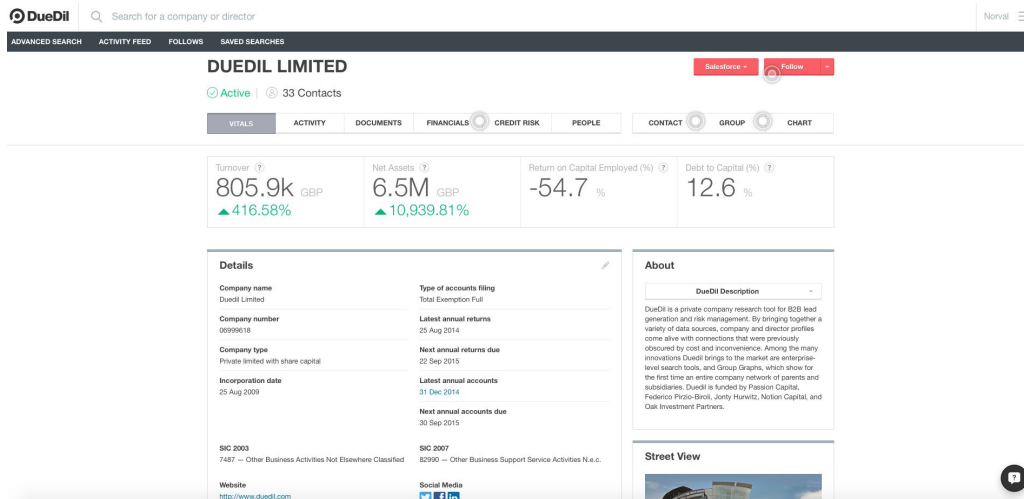 DueDil
Search for a company or director
Norval
ADVANCED SEARCH ACTIVITY FEED FOLLOWS SAVED SEARCHES
DUEDIL LIMITED
Salesforce
Follow
Active
33 Contacts
VITALS ACTIVITY DOCUMENTS FINANCIALS CREDIT RISK PEOPLE CONTACT GROUP CHART
Turnover ?
805.9k GBP
416.58%
Net Assets ?
6.5M GBP
10,939.81%
Return on Capital Employed (%) ?
-54.7 %
Debt to Capital (%) ?
12.6 %
Details
Company name
Duedil Limited
Type of accounts filing
Total Exemption Full
Company number
06999618
Latest annual returns
25 Aug 2014
Company type
Private limited with share capital
Next annual returns due
22 Sep 2015
Incorporation date
25 Aug 2009
Latest annual accounts
31 Dec 2014
Next annual accounts due
30 Sep 2015
SIC 2003
7487 — Other Business Activities Not Elsewhere Classified
SIC 2007
82990 — Other Business Support Service Activities N.e.c.
Website
http://www.duedil.com
Social Media
About
DueDil Description
DueDil is a private company research tool for B2B lead
generation and risk management. By bringing together a
variety of data sources, company and director profiles
come alive with connections that were previously
obscured by cost and inconvenience. Among the many
innovations Duedil brings to the market are enterprise-
level search tools, and Group Graphs, which show for
the first time an entire company network of parents and
subsidiaries. Duedil is funded by Passion Capital,
Federico Pirzio-Biroli, Jonty Hurwitz, Notion Capital, and
Oak Investment Partners.
Street View
?